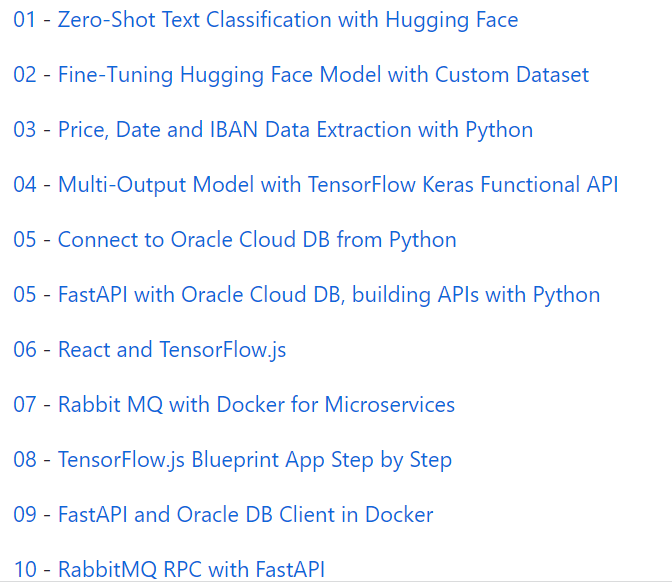 01 - Zero-Shot Text Classification with Hugging Face
02 - Fine-Tuning Hugging Face Model with Custom Dataset
03 - Price, Date and IBAN Data Extraction with Python
04 - Multi-Output Model with TensorFlow Keras Functional API
05 - Connect to Oracle Cloud DB from Python
05 - FastAPI with Oracle Cloud DB, building APIs with Python
06 - React and TensorFlow.js
07 - Rabbit MQ with Docker for Microservices
08 - TensorFlow.js Blueprint App Step by Step
09 - FastAPI and Oracle DB Client in Docker
10 - RabbitMQ RPC with FastAPI